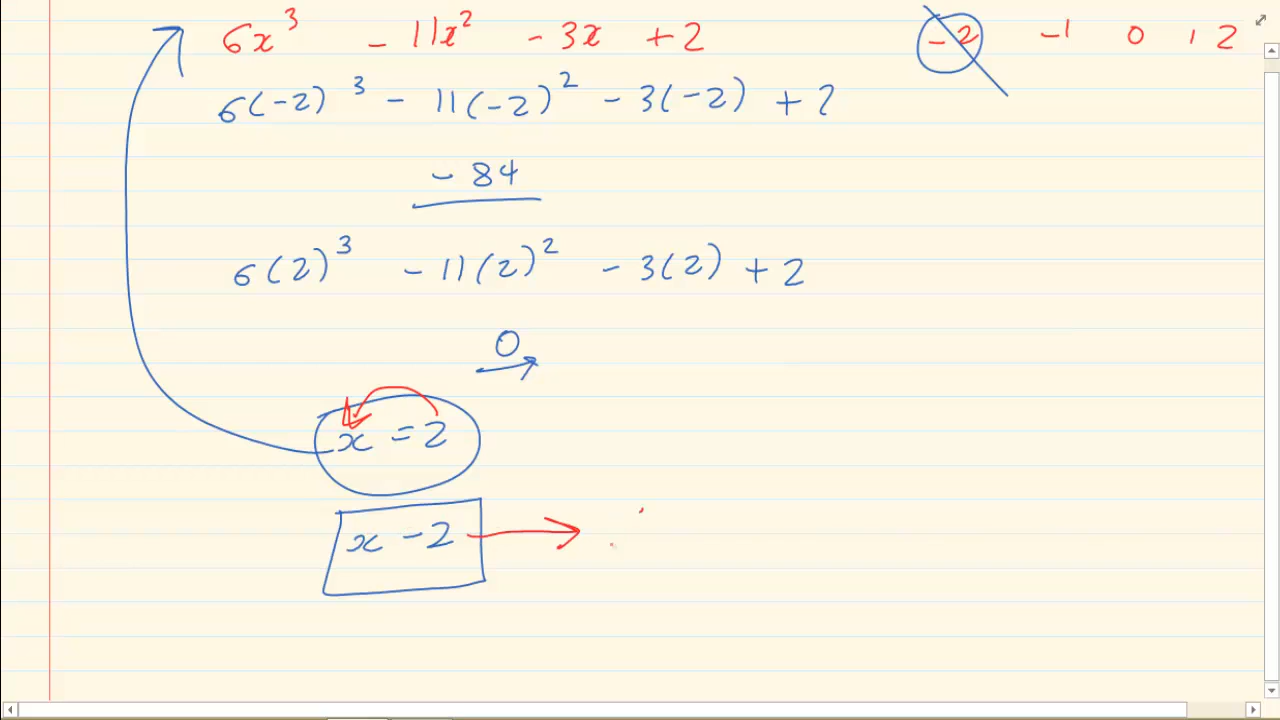 6x³ - 11x² - 3x + 2 -2 -1 0 1 2
6(-2)³ - 11(-2)² - 3(-2) + 2
- 84
6(2)³ - 11(2)² - 3(2) + 2
0
x = 2
x - 2